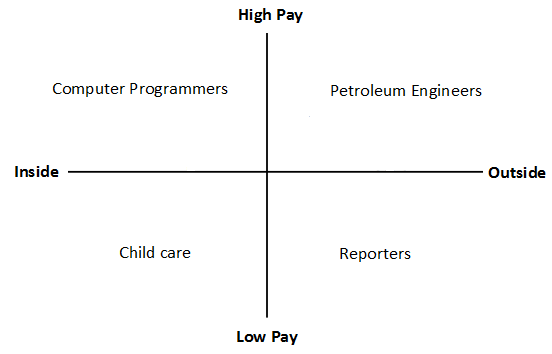 High Pay
Computer Programmers
Petroleum Engineers
Inside
Outside
Child care
Reporters
Low Pay